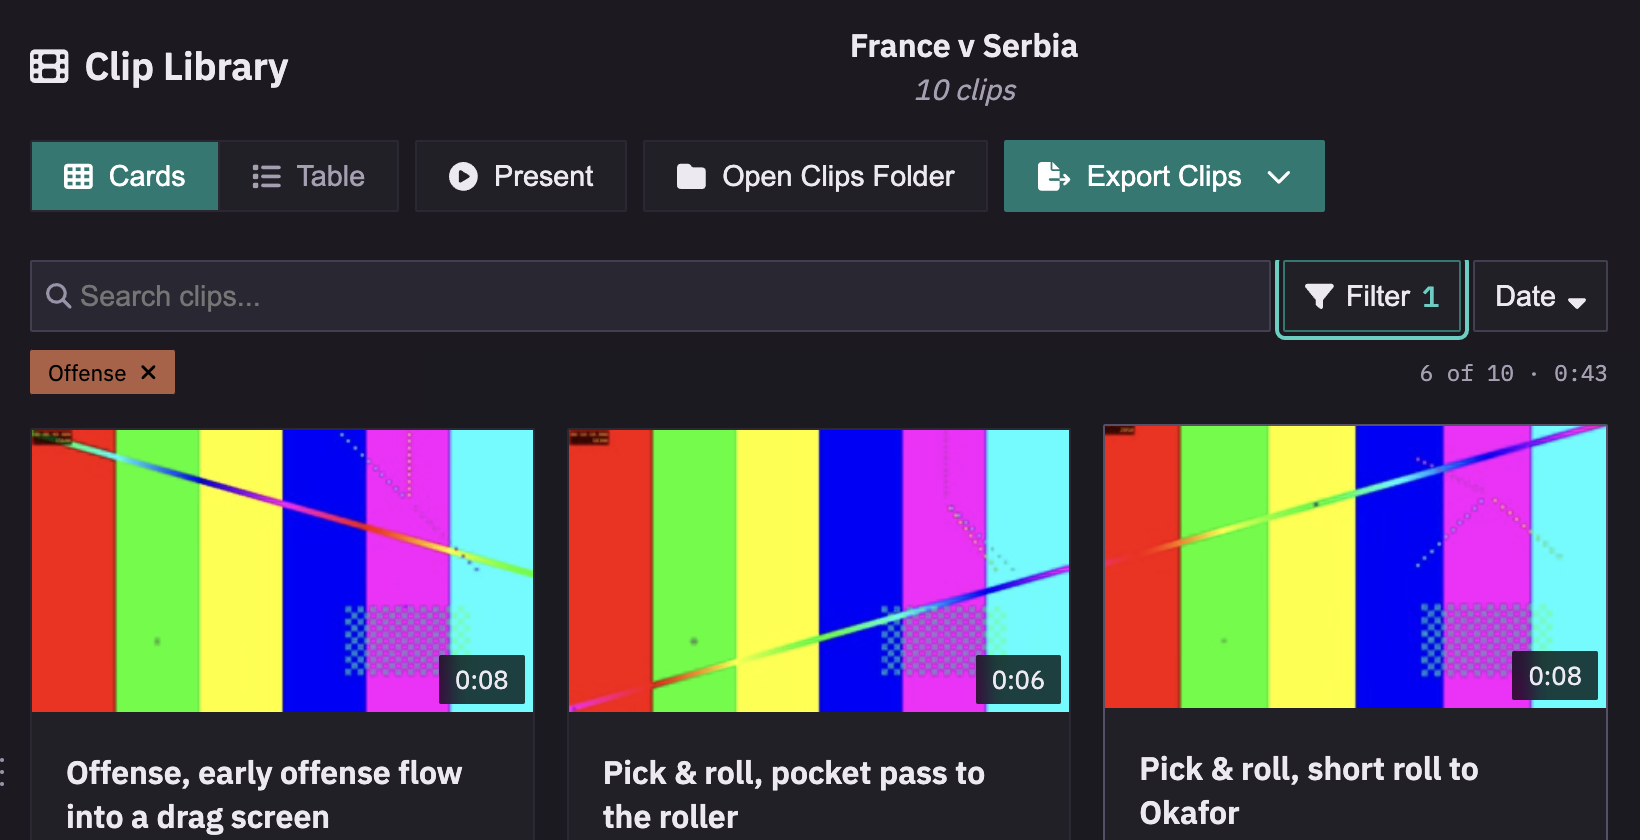 Clip Library
France v Serbia
10 clips
Cards
Table
Present
Open Clips Folder
Export Clips
Search clips...
Filter 1
Date
Offense
6 of 10 · 0:43
0:08
0:06
0:08
Offense, early offense flow
into a drag screen
Pick & roll, pocket pass to
the roller
Pick & roll, short roll to
Okafor